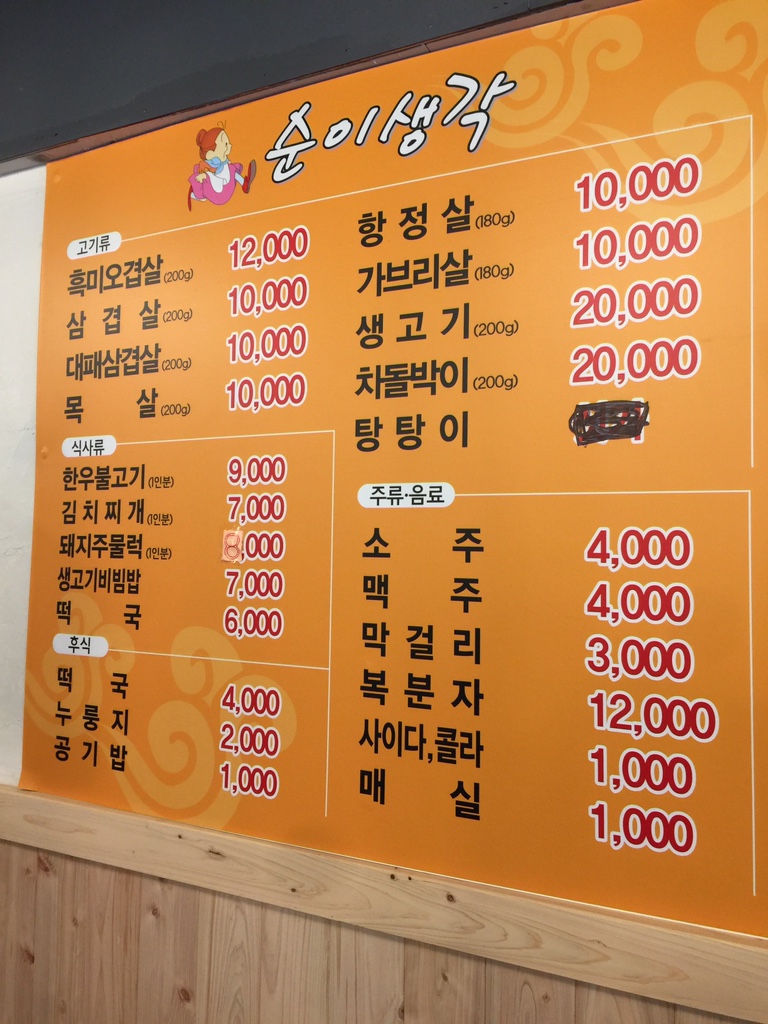 순이생각
고기류
흑미오겹살(200g) 12,000
삼겹살(200g) 10,000
대패삼겹살(200g) 10,000
목살(200g) 10,000
항정살(180g) 10,000
가브리살(180g) 10,000
생고기(200g) 20,000
차돌박이(200g) 20,000
탕탕이
식사류
한우불고기(1인분) 9,000
김치찌개(1인분) 7,000
돼지주물럭(1인분) 8,000
생고기비빔밥 7,000
떡국 6,000
후식
떡국 4,000
누룽지 2,000
공기밥 1,000
주류·음료
소주 4,000
맥주 4,000
막걸리 3,000
복분자 12,000
사이다,콜라 1,000
매실 1,000